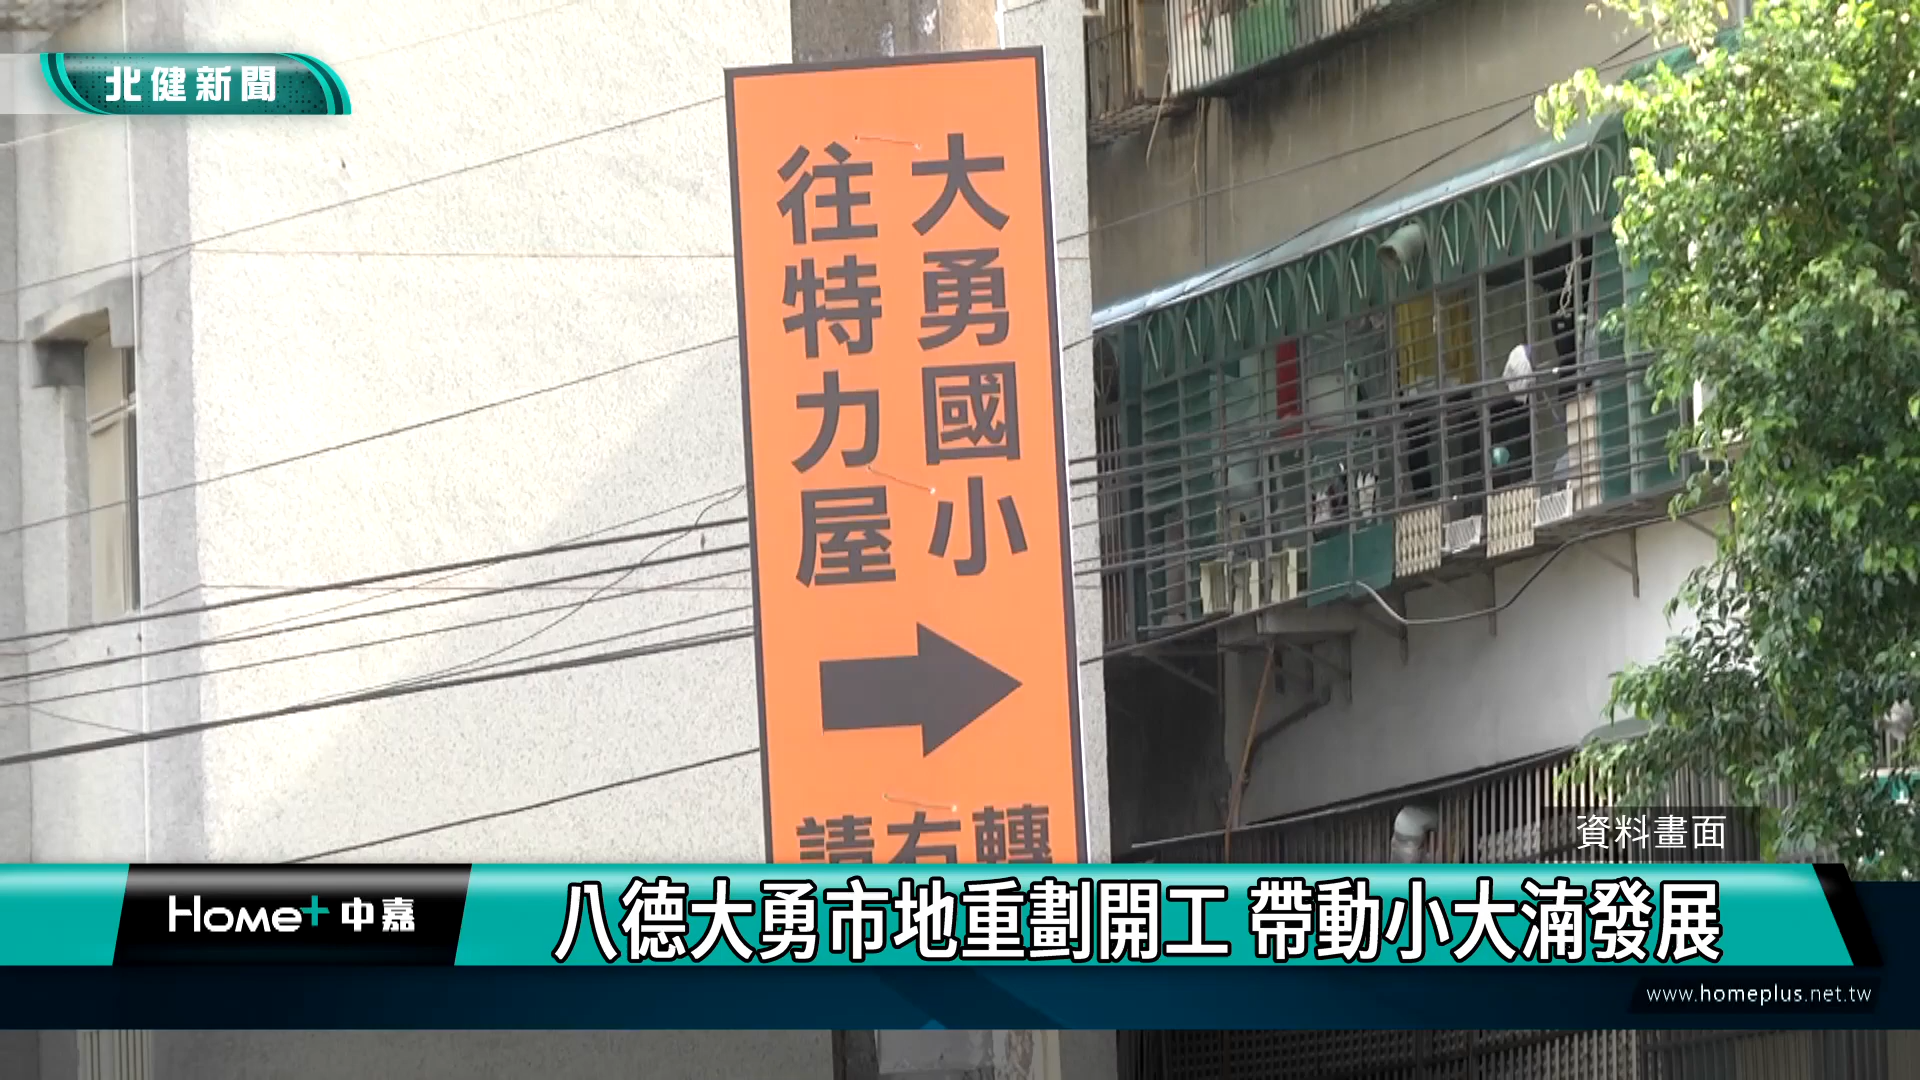 北健新聞
大勇國小
往特力屋
請右轉
資料畫面
Home+中嘉
八德大勇市地重劃開工 帶動小大湳發展
www.homeplus.net.tw